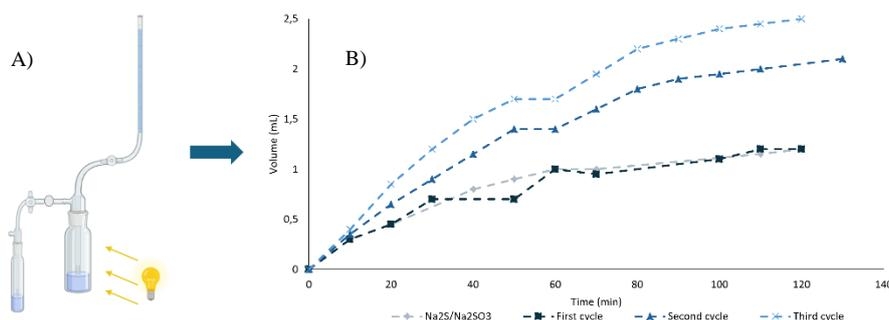 A)
B)
Volume (mL)
2,5
2
1,5
1
0,5
0
0 20 40 60 80 100 120 140
Time (min)
Na2S/Na2SO3 First cycle Second cycle Third cycle